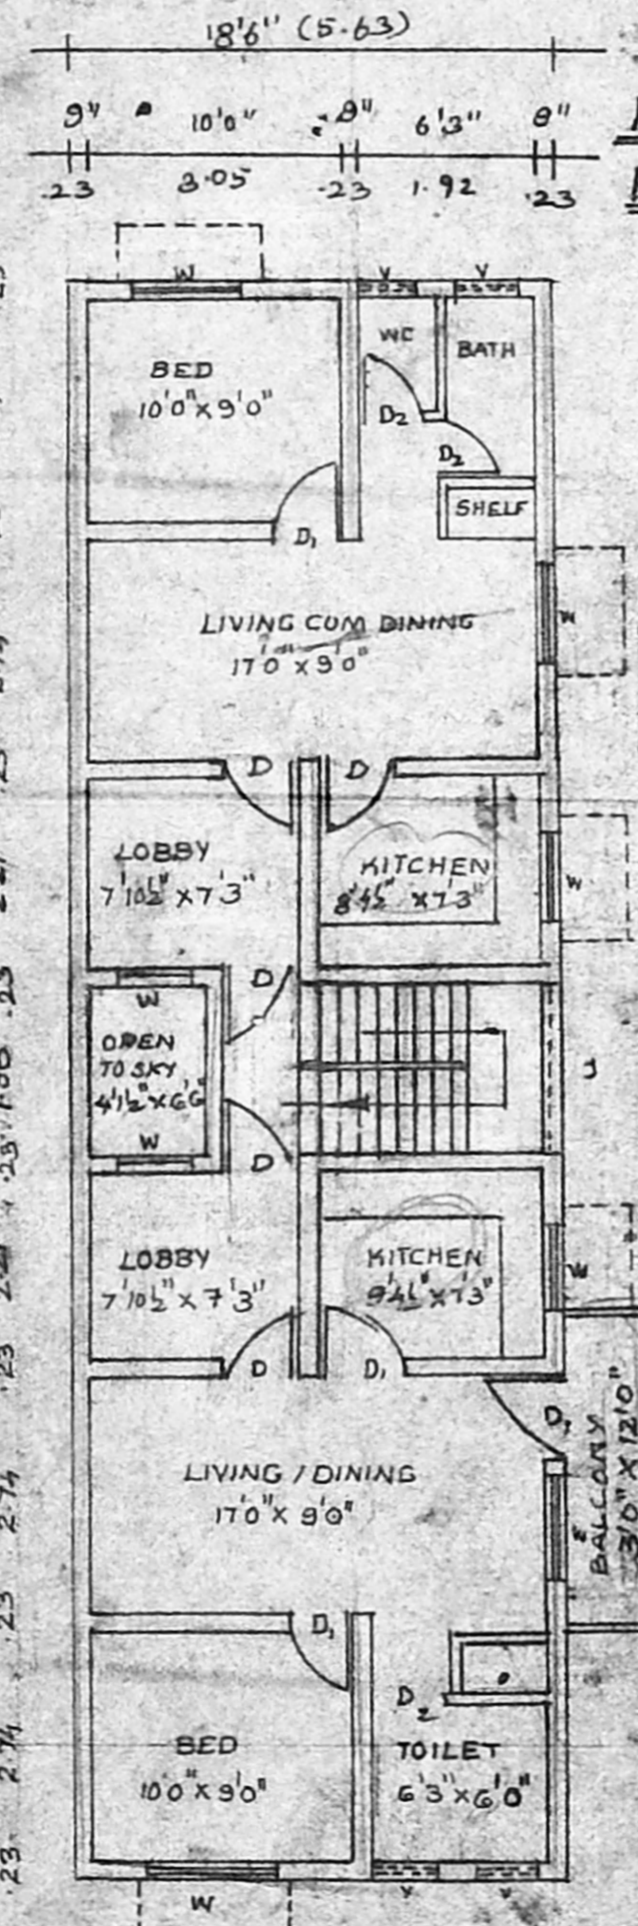 18'6" (5.63)
9" 10'0" 9" 6'3" 9"
.23 3.05 .23 1.92 .23
W V V
WC
BATH
BED
10'0" x 9'0"
D2
D2
SHELF
D1
LIVING CUM DINING
17'0" x 9'0"
W
D D
LOBBY
7'10½" x 7'3"
KITCHEN
8'4½" x 7'3"
W
D
W
OPEN
TO SKY
4'1½" x 6'6"
W
D
J
LOBBY
7'10½" x 7'3"
KITCHEN
9'4½" x 7'3"
W
D D1
D1
LIVING / DINING
17'0" x 9'0"
BALCONY
3'0" X 12'0"
D1
D2
BED
10'0" x 9'0"
TOILET
6'3" x 6'0"
W V V
.23
2.74
.23
2.74
.23
.23
.23